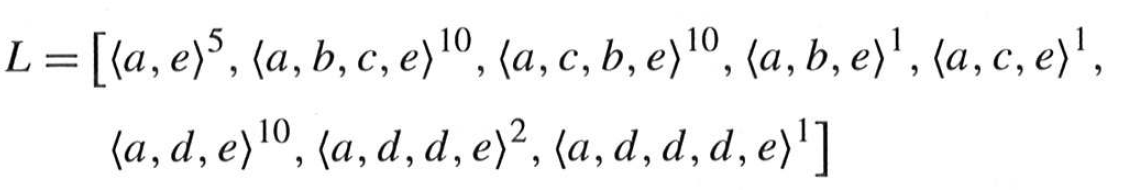 L = [⟨a, e⟩⁵, ⟨a, b, c, e⟩¹⁰, ⟨a, c, b, e⟩¹⁰, ⟨a, b, e⟩¹, ⟨a, c, e⟩¹,
⟨a, d, e⟩¹⁰, ⟨a, d, d, e⟩², ⟨a, d, d, d, e⟩¹]